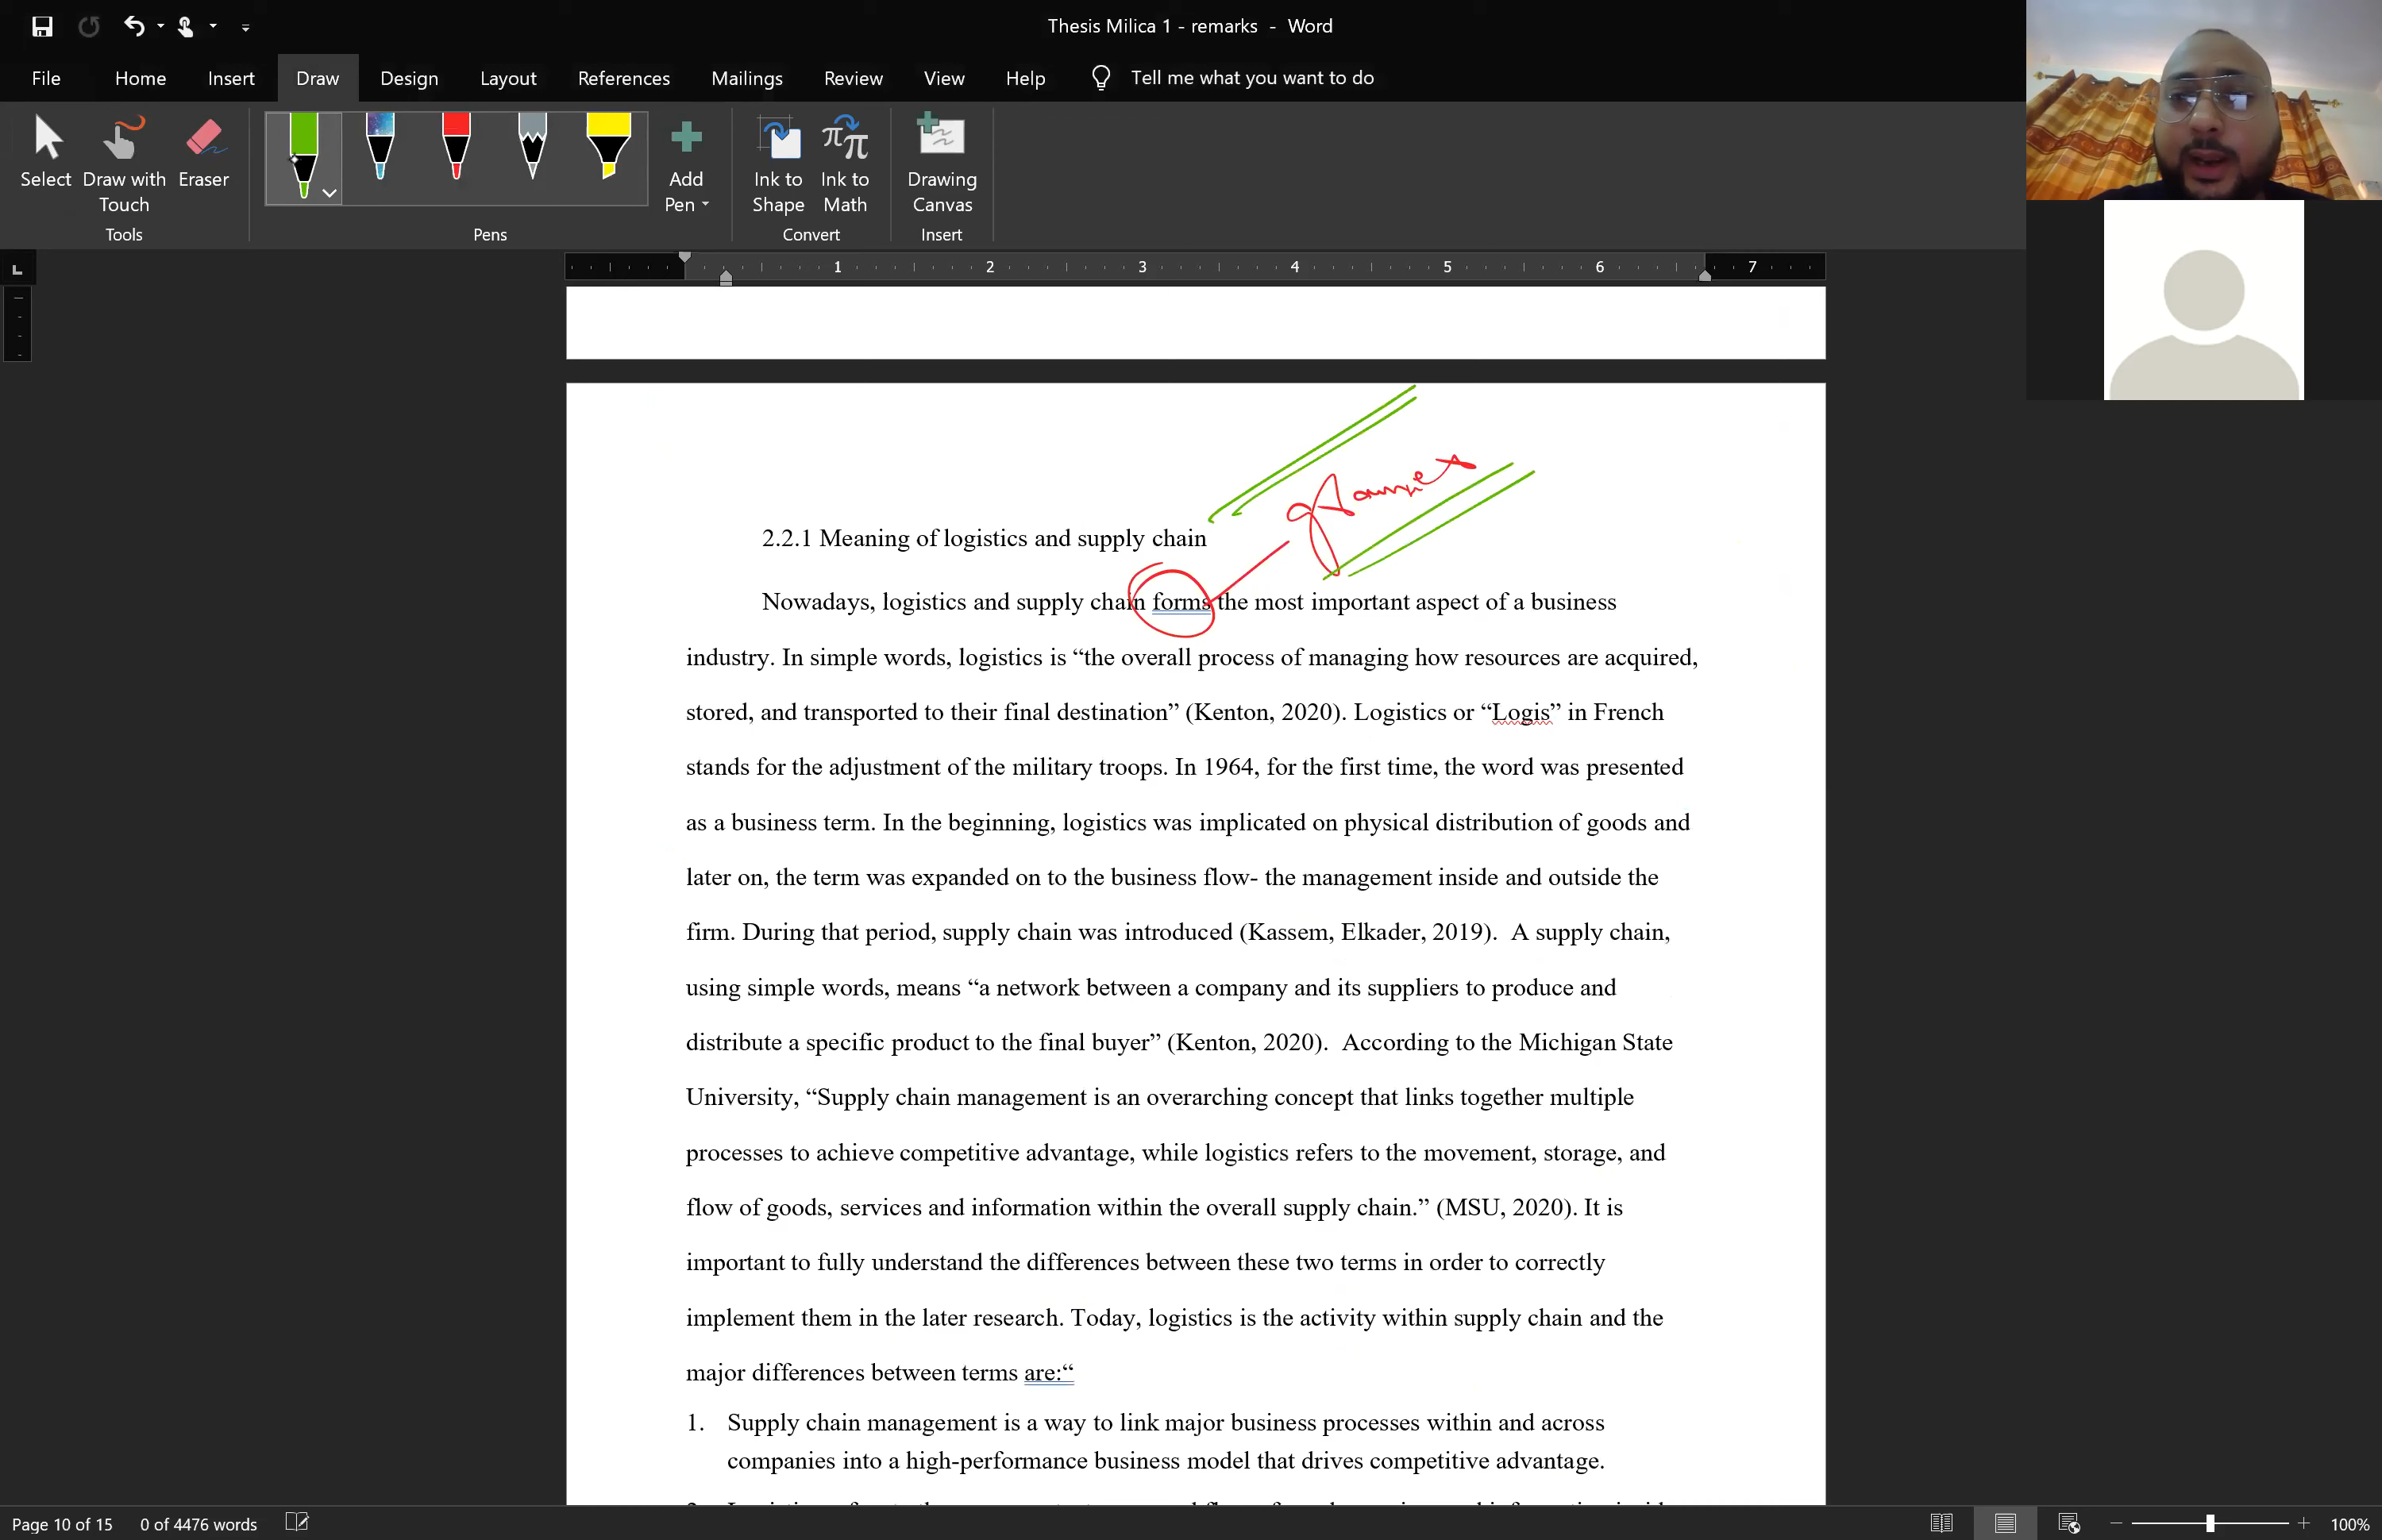 Thesis Milica 1 - remarks - Word
File Home Insert Draw Design Layout References Mailings Review View Help Tell me what you want to do
Select Draw with Touch Eraser
Add Pen
Ink to Shape Ink to Math
Drawing Canvas
Tools Pens Convert Insert
1 2 3 4 5 6 7
2.2.1 Meaning of logistics and supply chain
Nowadays, logistics and supply chain forms the most important aspect of a business
industry. In simple words, logistics is “the overall process of managing how resources are acquired,
stored, and transported to their final destination” (Kenton, 2020). Logistics or “Logis” in French
stands for the adjustment of the military troops. In 1964, for the first time, the word was presented
as a business term. In the beginning, logistics was implicated on physical distribution of goods and
later on, the term was expanded on to the business flow- the management inside and outside the
firm. During that period, supply chain was introduced (Kassem, Elkader, 2019).  A supply chain,
using simple words, means “a network between a company and its suppliers to produce and
distribute a specific product to the final buyer” (Kenton, 2020).  According to the Michigan State
University, “Supply chain management is an overarching concept that links together multiple
processes to achieve competitive advantage, while logistics refers to the movement, storage, and
flow of goods, services and information within the overall supply chain.” (MSU, 2020). It is
important to fully understand the differences between these two terms in order to correctly
implement them in the later research. Today, logistics is the activity within supply chain and the
major differences between terms are:“
1. Supply chain management is a way to link major business processes within and across
companies into a high-performance business model that drives competitive advantage.
Page 10 of 15 0 of 4476 words 100%